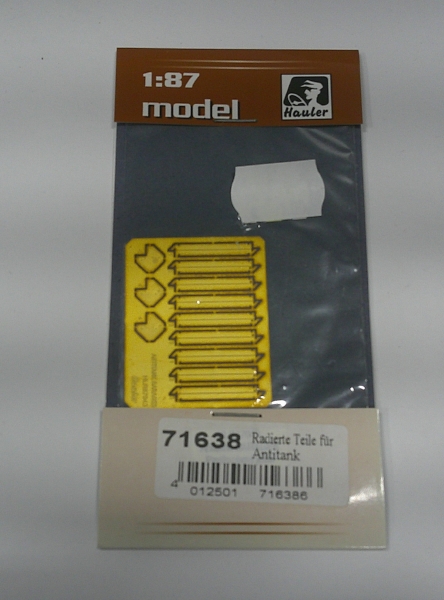 1:87
model
Hauler
71638
Radierte Teile für
Antitank
4 012501 716386